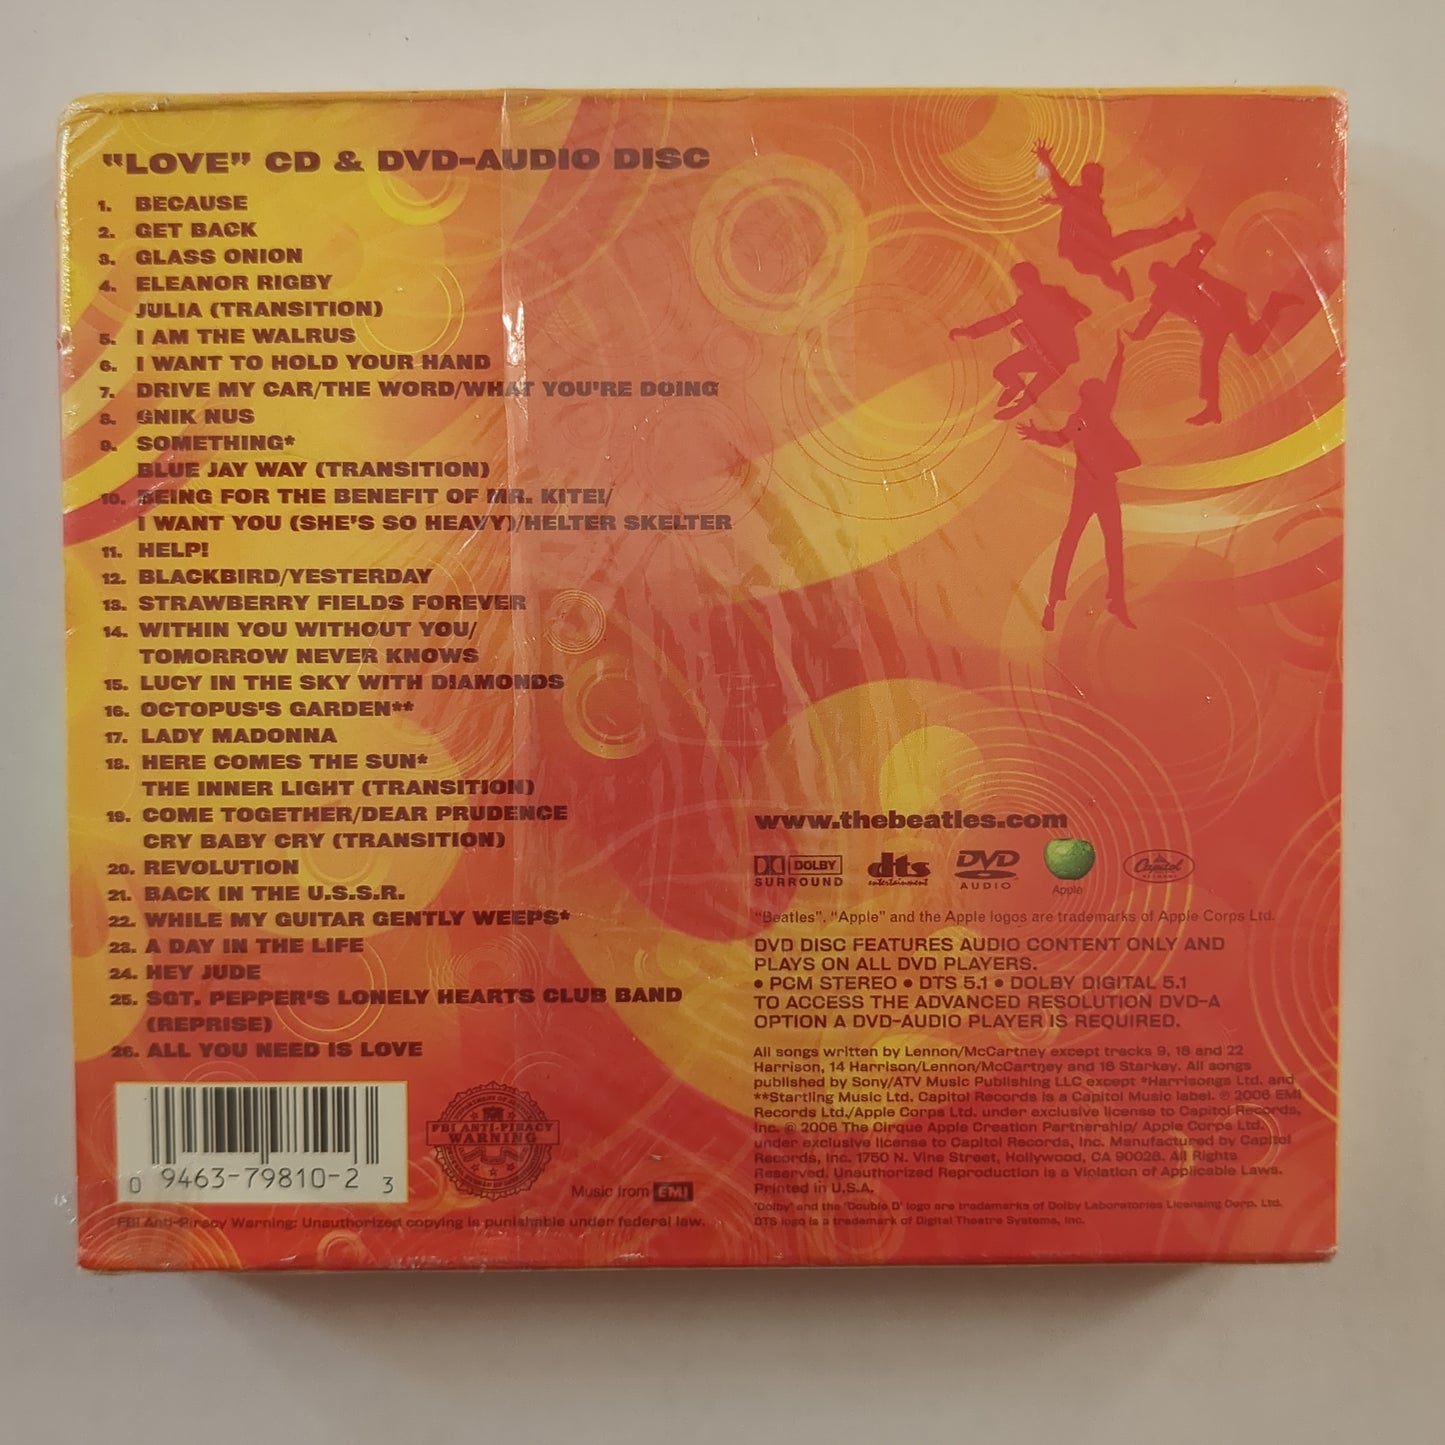 "LOVE" CD & DVD-AUDIO DISC
1. BECAUSE
2. GET BACK
3. GLASS ONION
4. ELEANOR RIGBY
JULIA (TRANSITION)
5. I AM THE WALRUS
6. I WANT TO HOLD YOUR HAND
7. DRIVE MY CAR/THE WORD/WHAT YOU'RE DOING
8. GNIK NUS
9. SOMETHING*
BLUE JAY WAY (TRANSITION)
10. BEING FOR THE BENEFIT OF MR. KITE!/
I WANT YOU (SHE'S SO HEAVY)/HELTER SKELTER
11. HELP!
12. BLACKBIRD/YESTERDAY
13. STRAWBERRY FIELDS FOREVER
14. WITHIN YOU WITHOUT YOU/
TOMORROW NEVER KNOWS
15. LUCY IN THE SKY WITH DIAMONDS
16. OCTOPUS'S GARDEN**
17. LADY MADONNA
18. HERE COMES THE SUN*
THE INNER LIGHT (TRANSITION)
19. COME TOGETHER/DEAR PRUDENCE
CRY BABY CRY (TRANSITION)
20. REVOLUTION
21. BACK IN THE U.S.S.R.
22. WHILE MY GUITAR GENTLY WEEPS*
23. A DAY IN THE LIFE
24. HEY JUDE
25. SGT. PEPPER'S LONELY HEARTS CLUB BAND
(REPRISE)
26. ALL YOU NEED IS LOVE
0 9463-79810-2 3
FBI ANTI-PIRACY
WARNING
Music from EMI
FBI Anti-Piracy Warning: Unauthorized copying is punishable under federal law.
www.thebeatles.com
DOLBY
SURROUND
dts
entertainment
DVD
AUDIO
Apple
Capitol
RECORDS
"Beatles", "Apple" and the Apple logos are trademarks of Apple Corps Ltd.
DVD DISC FEATURES AUDIO CONTENT ONLY AND
PLAYS ON ALL DVD PLAYERS.
• PCM STEREO • DTS 5.1 • DOLBY DIGITAL 5.1
TO ACCESS THE ADVANCED RESOLUTION DVD-A
OPTION A DVD-AUDIO PLAYER IS REQUIRED.
All songs written by Lennon/McCartney except tracks 9, 18 and 22
Harrison, 14 Harrison/Lennon/McCartney and 16 Starkey. All songs
published by Sony/ATV Music Publishing LLC except *Harrisongs Ltd. and
**Startling Music Ltd. Capitol Records is a Capitol Music label. ℗ 2006 EMI
Records Ltd./Apple Corps Ltd. under exclusive license to Capitol Records,
Inc. © 2006 The Cirque Apple Creation Partnership/ Apple Corps Ltd.
under exclusive license to Capitol Records, Inc. Manufactured by Capitol
Records, Inc. 1750 N. Vine Street, Hollywood, CA 90028. All Rights
Reserved. Unauthorized Reproduction is a Violation of Applicable Laws.
Printed in U.S.A.
'Dolby' and the 'Double D' logo are trademarks of Dolby Laboratories Licensing Corp. Ltd.
DTS logo is a trademark of Digital Theatre Systems, Inc.